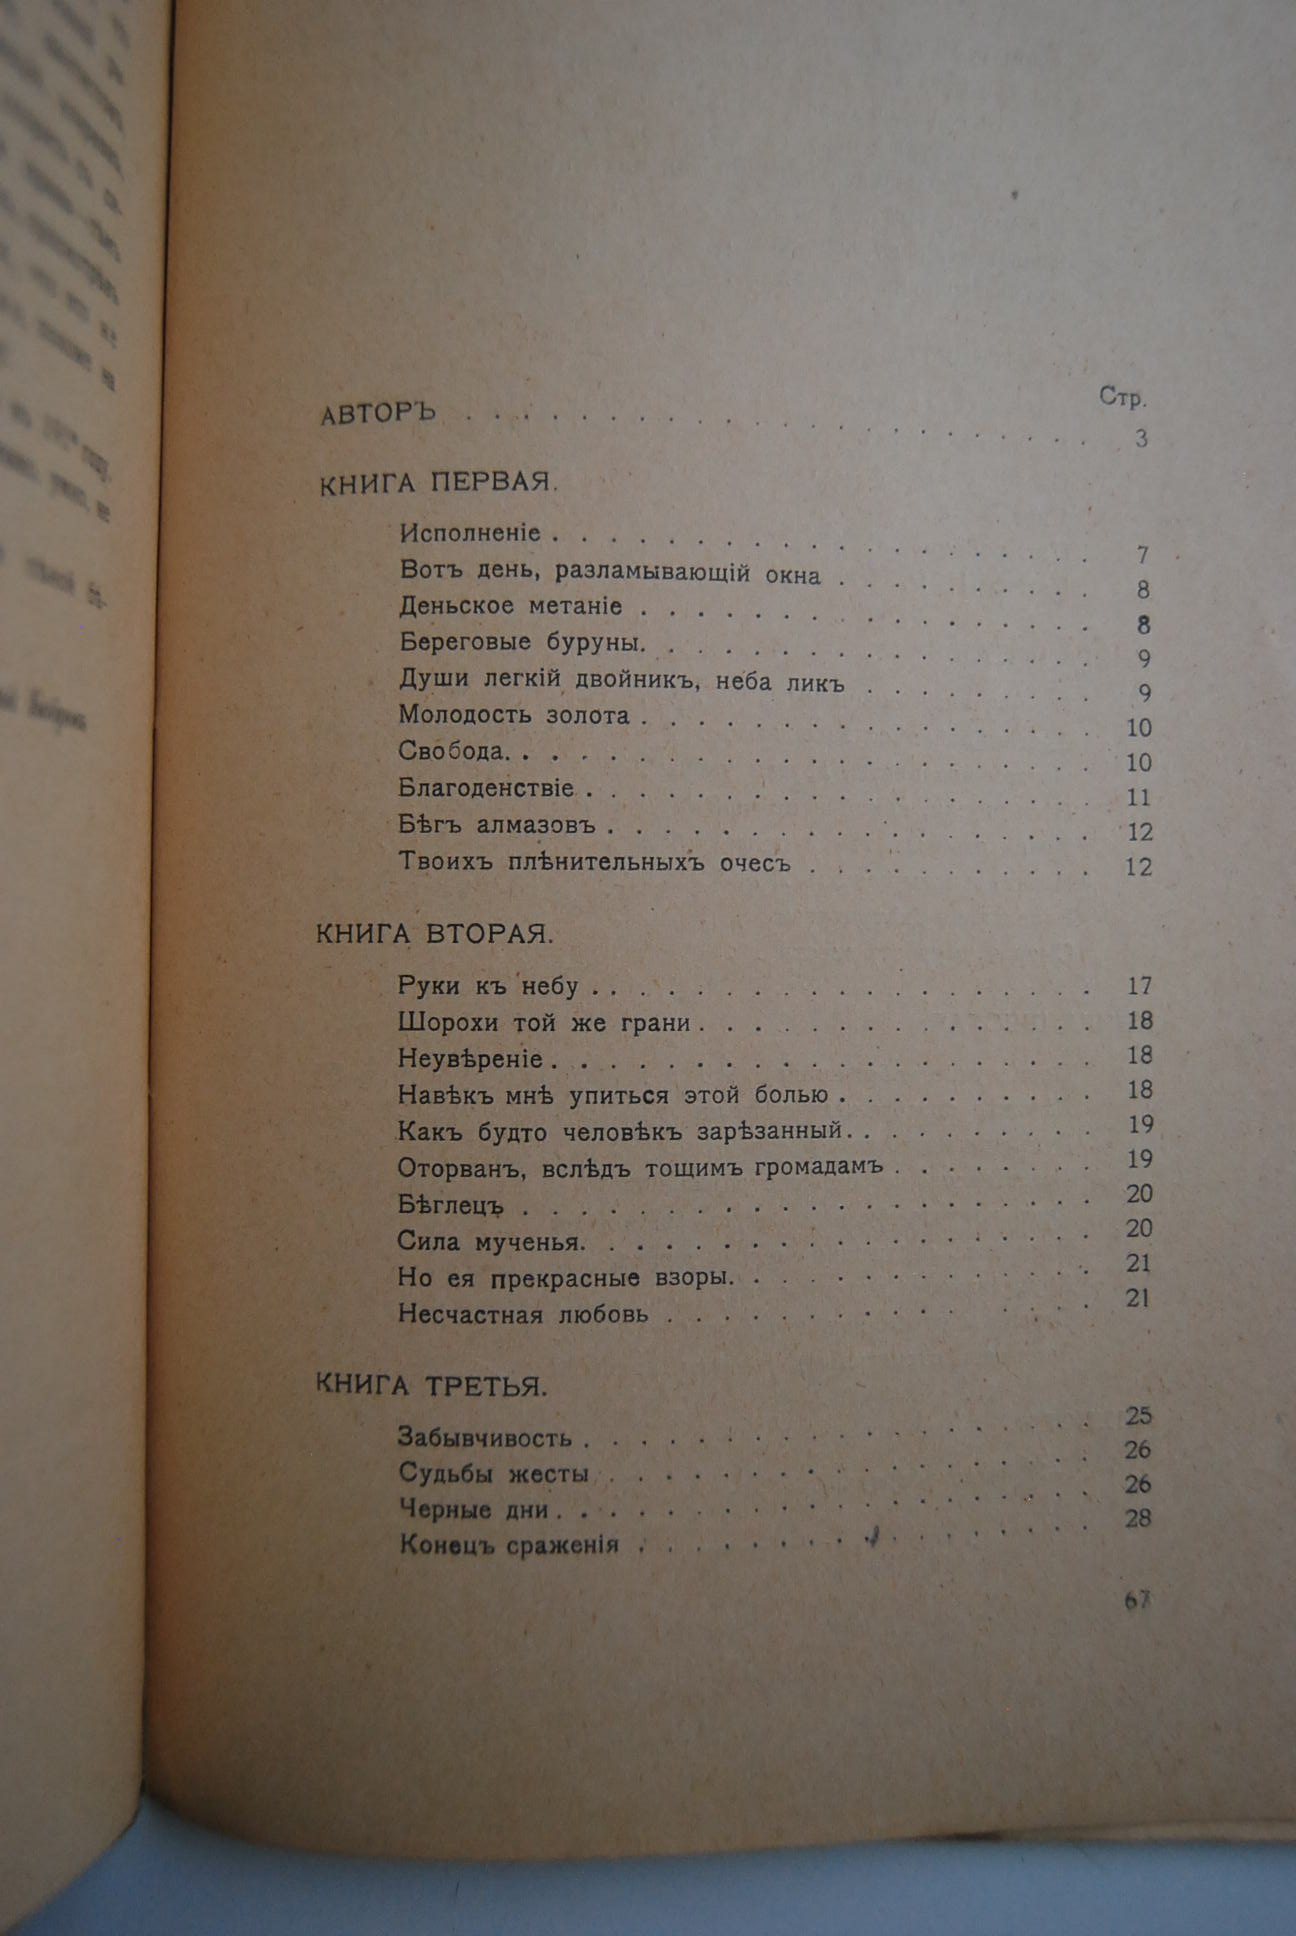 Стр.
АВТОРЪ . . . . . . . . . . . . . . . . . . . . . . 3
КНИГА ПЕРВАЯ.
Исполненіе . . . . . . . . . . . . . . . . . . . 7
Вотъ день, разламывающій окна . . . . . . . . . 8
Деньское метаніе . . . . . . . . . . . . . . . . 8
Береговые буруны. . . . . . . . . . . . . . . . 9
Души легкій двойникъ, неба ликъ . . . . . . . . 9
Молодость золота . . . . . . . . . . . . . . . . 10
Свобода. . . . . . . . . . . . . . . . . . . . . 10
Благоденствіе . . . . . . . . . . . . . . . . . . 11
Бѣгъ алмазовъ . . . . . . . . . . . . . . . . . 12
Твоихъ плѣнительныхъ очесъ . . . . . . . . . . 12
КНИГА ВТОРАЯ.
Руки къ небу . . . . . . . . . . . . . . . . . . 17
Шорохи той же грани . . . . . . . . . . . . . . 18
Неувѣреніе . . . . . . . . . . . . . . . . . . . 18
Навѣкъ мнѣ упиться этой болью . . . . . . . . . 18
Какъ будто человѣкъ зарѣзанный. . . . . . . . . 19
Оторванъ, вслѣдъ тощимъ громадамъ . . . . . . . 19
Бѣглецъ . . . . . . . . . . . . . . . . . . . . 20
Сила мученья. . . . . . . . . . . . . . . . . . 20
Но ея прекрасные взоры. . . . . . . . . . . . . 21
Несчастная любовь . . . . . . . . . . . . . . . 21
КНИГА ТРЕТЬЯ.
Забывчивость . . . . . . . . . . . . . . . . . . 25
Судьбы жесты . . . . . . . . . . . . . . . . . . 26
Черные дни . . . . . . . . . . . . . . . . . . . 26
Конецъ сраженія . . . . . . . . . . . . . . . . 28
67